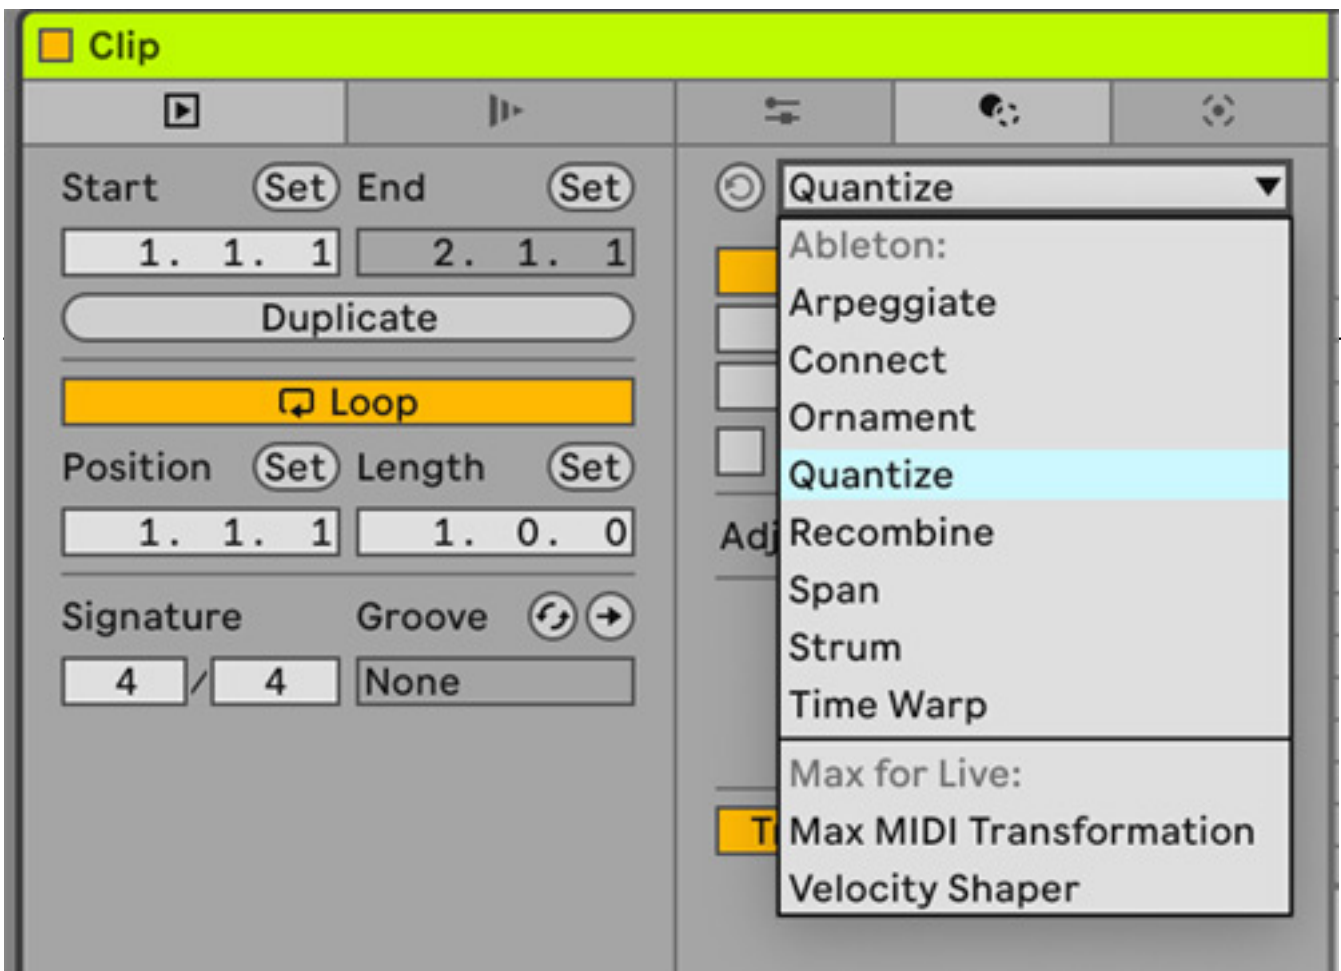 Clip
Start Set End Set
1. 1. 1 2. 1. 1
Duplicate
Loop
Position Set Length Set
1. 1. 1 1. 0. 0
Signature Groove
4 / 4 None
Quantize
Ableton:
Arpeggiate
Connect
Ornament
Quantize
Adj
Recombine
Span
Strum
Time Warp
Max for Live:
Max MIDI Transformation
Velocity Shaper